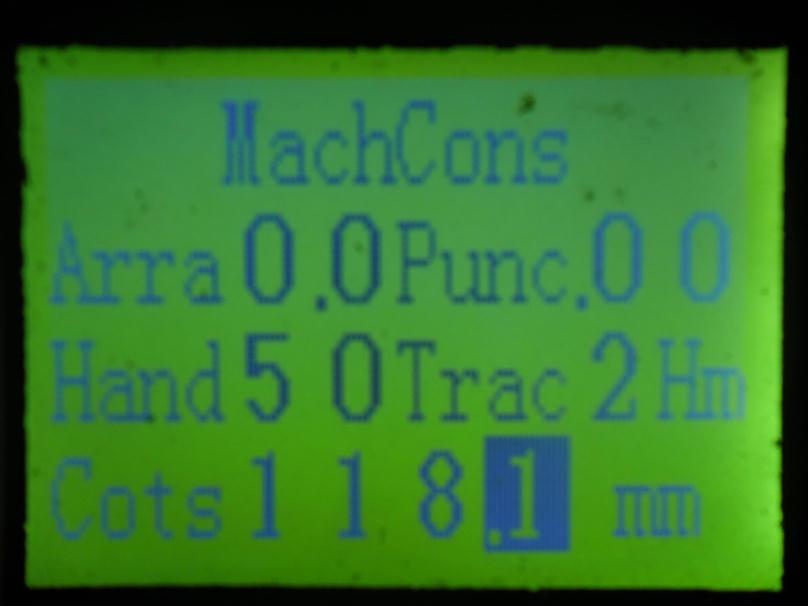 MachCons
Arra 0.0 Punc .0 0
Hand 5 0 Trac 2 Hm
Cots 1 1 8 .1 mm